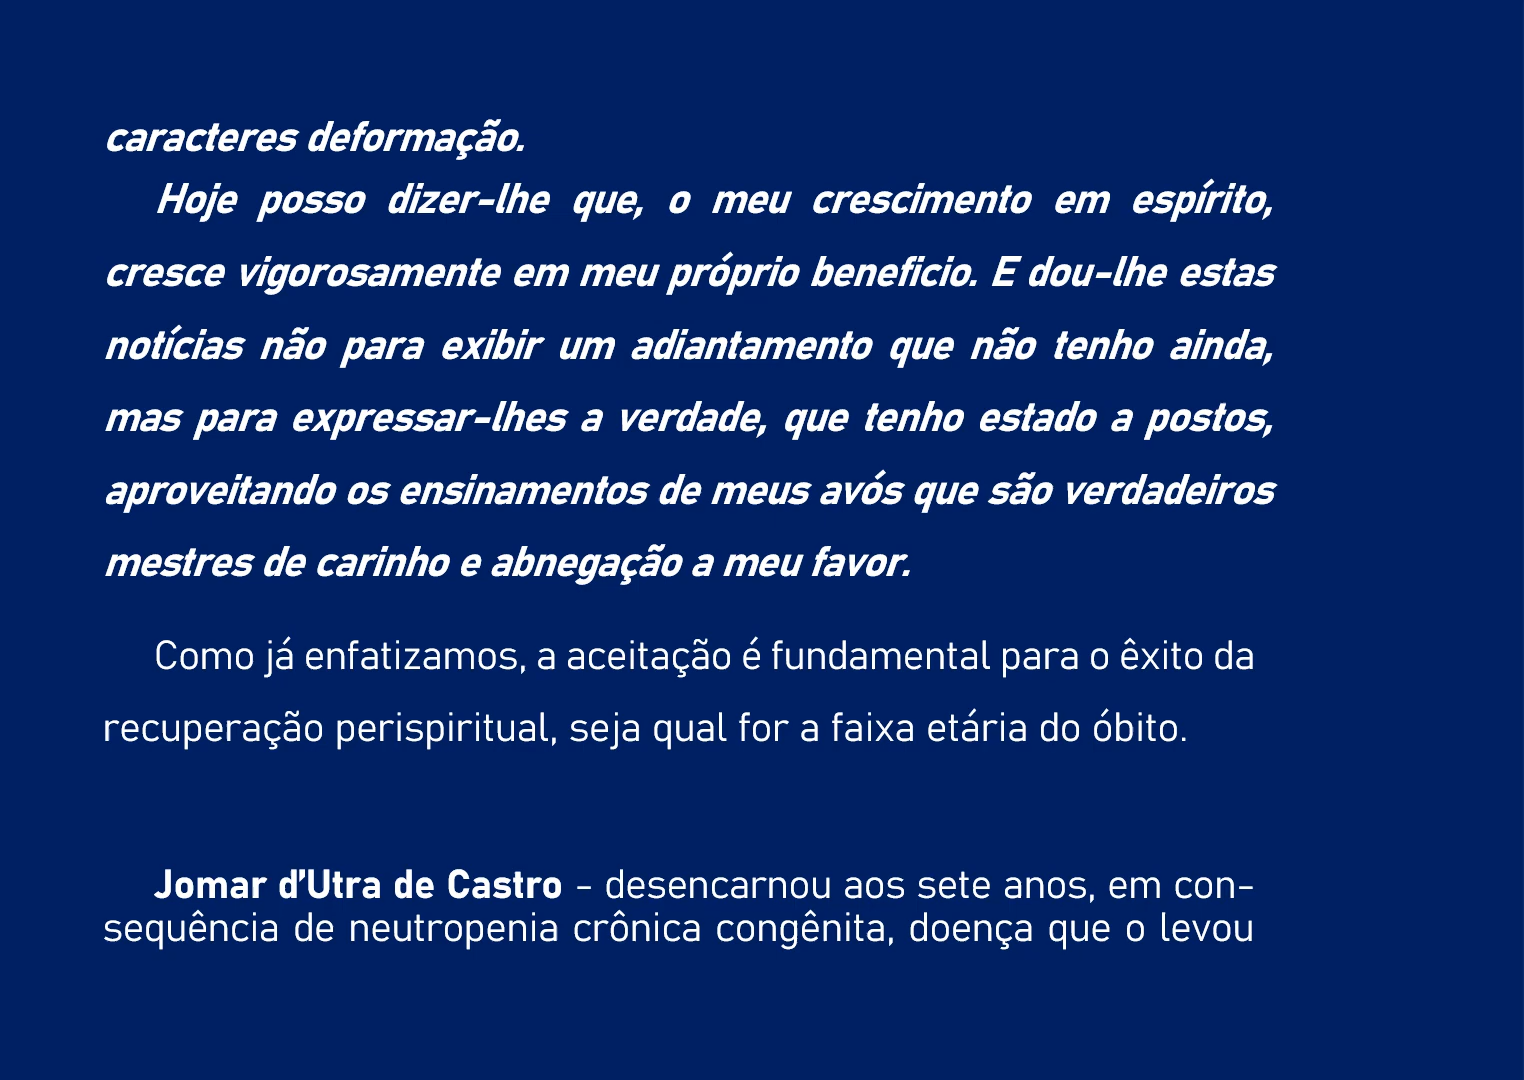 caracteres deformação.
Hoje posso dizer-lhe que, o meu crescimento em espírito,
cresce vigorosamente em meu próprio beneficio. E dou-lhe estas
notícias não para exibir um adiantamento que não tenho ainda,
mas para expressar-lhes a verdade, que tenho estado a postos,
aproveitando os ensinamentos de meus avós que são verdadeiros
mestres de carinho e abnegação a meu favor.
Como já enfatizamos, a aceitação é fundamental para o êxito da
recuperação perispiritual, seja qual for a faixa etária do óbito.
Jomar d’Utra de Castro - desencarnou aos sete anos, em con-
sequência de neutropenia crônica congênita, doença que o levou